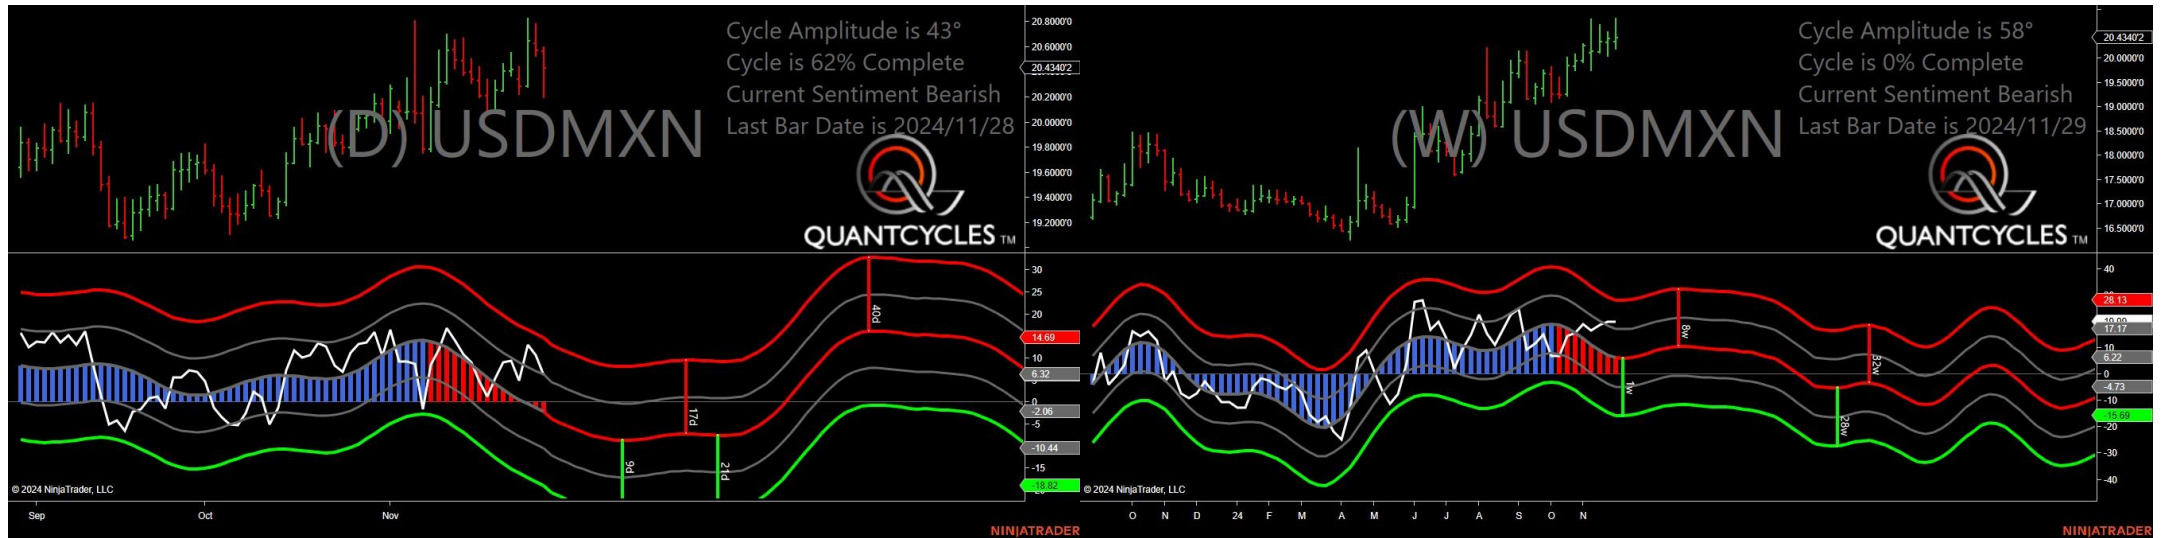 Cycle Amplitude is 43°
Cycle is 62% Complete
Current Sentiment Bearish
Last Bar Date is 2024/11/28
(D) USDMXN
QUANTCYCLES TM
20.8000'0
20.6000'0
20.4340'2
20.2000'0
20.0000'0
19.8000'0
19.6000'0
19.4000'0
19.2000'0
30
25
20
14.69
10
6.32
0
-2.06
-5
-10.44
-15
-18.82
40d
17d
9d
21d
© 2024 NinjaTrader, LLC
Sep Oct Nov
NINJATRADER
Cycle Amplitude is 58°
Cycle is 0% Complete
Current Sentiment Bearish
Last Bar Date is 2024/11/29
(W) USDMXN
QUANTCYCLES TM
20.4340'2
20.0000'0
19.5000'0
19.0000'0
18.5000'0
18.0000'0
17.5000'0
17.0000'0
16.5000'0
40
28.13
17.17
10
6.22
0
-4.73
-10
-15.69
-20
-30
-40
8w
32w
1w
28w
© 2024 NinjaTrader, LLC
O N D 24 F M A M J J A S O N
NINJATRADER